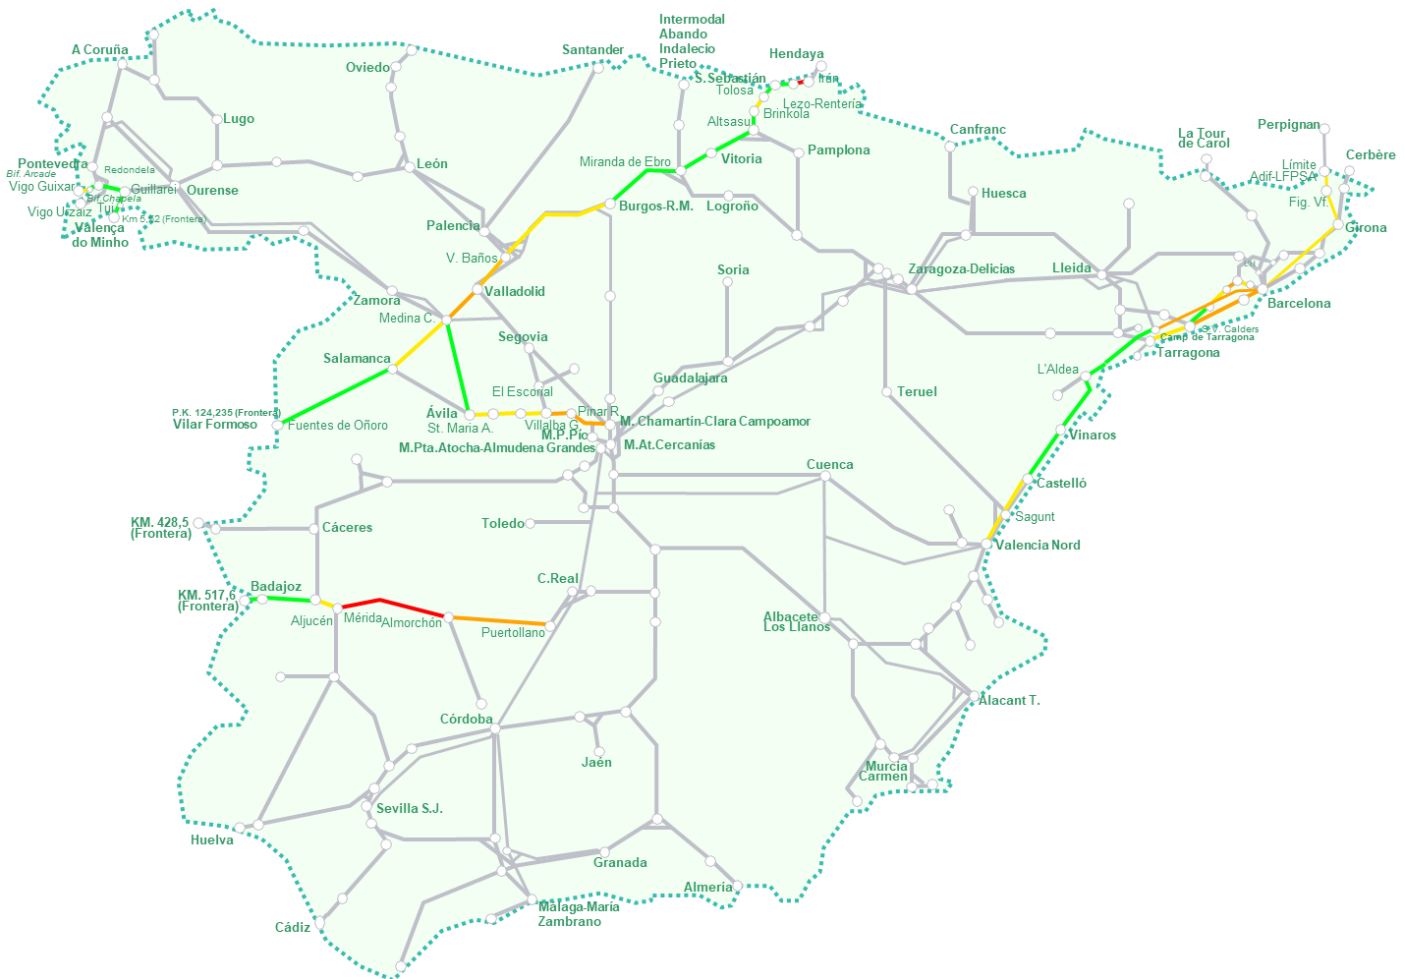 Intermodal
Abando
Indalecio
Prieto
A Coruña
Oviedo
Santander
Hendaya
S.Sebastián
Irún
Tolosa
Lezo-Rentería
Brinkola
Altsasu
Lugo
León
Miranda de Ebro
Vitoria
Pamplona
Canfranc
La Tour
de Carol
Perpignan
Cerbère
Límite
Adif-LFPSA
Fig. Vf.
Girona
Pontevedra
Bif. Arcade
Redondela
Vigo Guixar
Guillarei
Ourense
Bif.Chapela
Vigo Urzaiz
Tui
Valença
do Minho
Palencia
Burgos-R.M.
Logroño
Huesca
V. Baños
Valladolid
Soria
Zaragoza-Delicias
Lleida
Barcelona
Zamora
Medina C.
Segovia
S.V. Calders
Camp de Tarragona
Tarragona
Salamanca
El Escorial
Guadalajara
Teruel
L'Aldea
P.K. 124,235 (Frontera)
Vilar Formoso
Fuentes de Oñoro
Ávila
St. Maria A.
Villalba G.
Pinar R.
M. Chamartín-Clara Campoamor
M.P.Pío
M.Pta.Atocha-Almudena Grandes
M.At.Cercanías
Vinaros
Cuenca
Castelló
Sagunt
Valencia Nord
KM. 428,5
(Frontera)
Cáceres
Toledo
KM. 517,6
(Frontera)
Badajoz
Aljucén
Mérida
Almorchón
Puertollano
C.Real
Albacete
Los Llanos
Alacant T.
Córdoba
Jaén
Murcia
Carmen
Huelva
Sevilla S.J.
Granada
Almería
Cádiz
Málaga-María
Zambrano